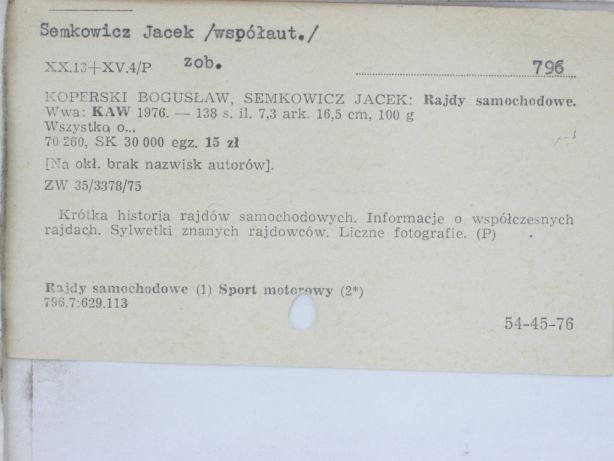 Semkowicz Jacek /współaut./
XX.13+XV.4/P zob. 796
KOPERSKI BOGUSŁAW, SEMKOWICZ JACEK: Rajdy samochodowe.
Wwa: KAW 1976. — 138 s. il. 7,3 ark. 16,5 cm, 100 g
Wszystko o...
70 260, SK 30 000 egz. 15 zł
[Na okł. brak nazwisk autorów].
ZW 35/3378/75
Krótka historia rajdów samochodowych. Informacje o współczesnych
rajdach. Sylwetki znanych rajdowców. Liczne fotografie. (P)
Rajdy samochodowe (1) Sport motorowy (2*)
796.7:629.113
54-45-76